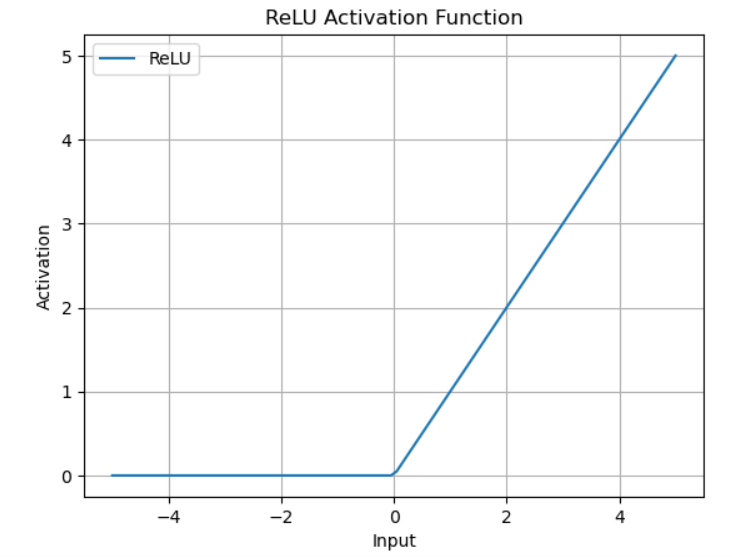 ReLU Activation Function
ReLU
5
4
3
2
1
0
Activation
−4 −2 0 2 4
Input